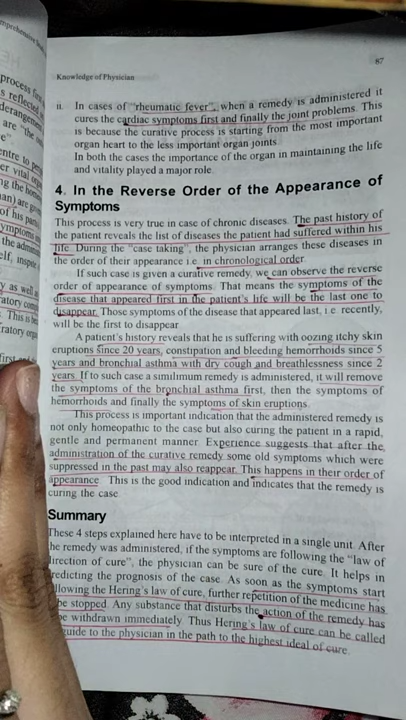 87
Knowledge of Physician
ii. In cases of "rheumatic fever", when a remedy is administered it
cures the cardiac symptoms first and finally the joint problems. This
is because the curative process is starting from the most important
organ heart to the less important organ joints
In both the cases the importance of the organ in maintaining the life
and vitality played a major role
4. In the Reverse Order of the Appearance of
Symptoms
This process is very true in case of chronic diseases. The past history of
the patient reveals the list of diseases the patient had suffered within his
life. During the "case taking", the physician arranges these diseases in
the order of their appearance i.e. in chronological order.
If such case is given a curative remedy, we can observe the reverse
order of appearance of symptoms. That means the symptoms of the
disease that appeared first in the patient's life will be the last one to
disappear. Those symptoms of the disease that appeared last, i.e recently,
will be the first to disappear
A patient's history reveals that he is suffering with oozing itchy skin
eruptions since 20 years, constipation and bleeding hemorrhoids since 5
years and bronchial asthma with dry cough and breathlessness since 2
years. If to such case a similimum remedy is administered, it will remove
the symptoms of the bronchial asthma first, then the symptoms of
hemorrhoids and finally the symptoms of skin eruptions.
This process is important indication that the administered remedy is
not only homeopathic to the case but also curing the patient in a rapid,
gentle and permanent manner. Experience suggests that after the
administration of the curative remedy some old symptoms which were
suppressed in the past may also reappear. This happens in their order of
appearance. This is the good indication and indicates that the remedy is
curing the case
Summary
These 4 steps explained here have to be interpreted in a single unit. After
the remedy was administered, if the symptoms are following the "law of
direction of cure", the physician can be sure of the cure. It helps in
redicting the prognosis of the case. As soon as the symptoms start
llowing the Hering's law of cure, further repetition of the medicine has
be stopped. Any substance that disturbs the action of the remedy has
be withdrawn immediately. Thus Hering's law of cure can be called
guide to the physician in the path to the highest ideal of cure.